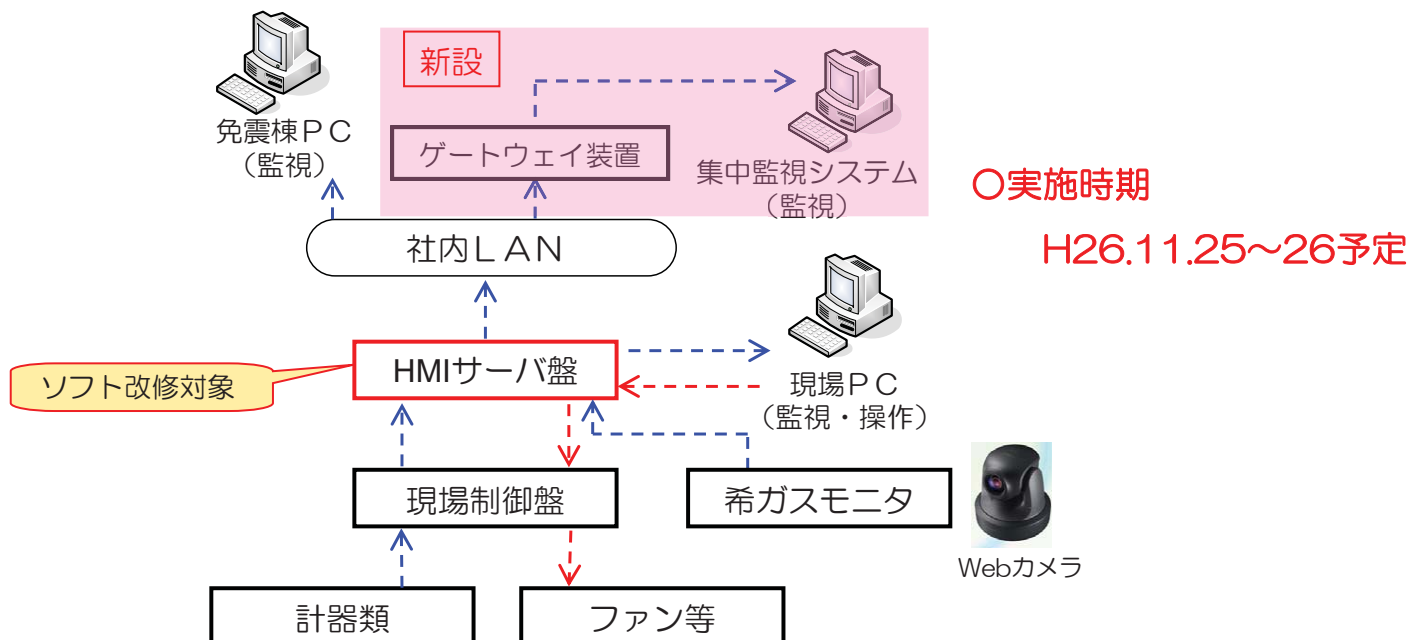 新設
免震棟ＰＣ
（監視）
ゲートウェイ装置
集中監視システム
（監視）
〇実施時期
H26.11.25～26予定
社内ＬＡＮ
HMIサーバ盤
ソフト改修対象
現場ＰＣ
（監視・操作）
現場制御盤
希ガスモニタ
Webカメラ
計器類
ファン等